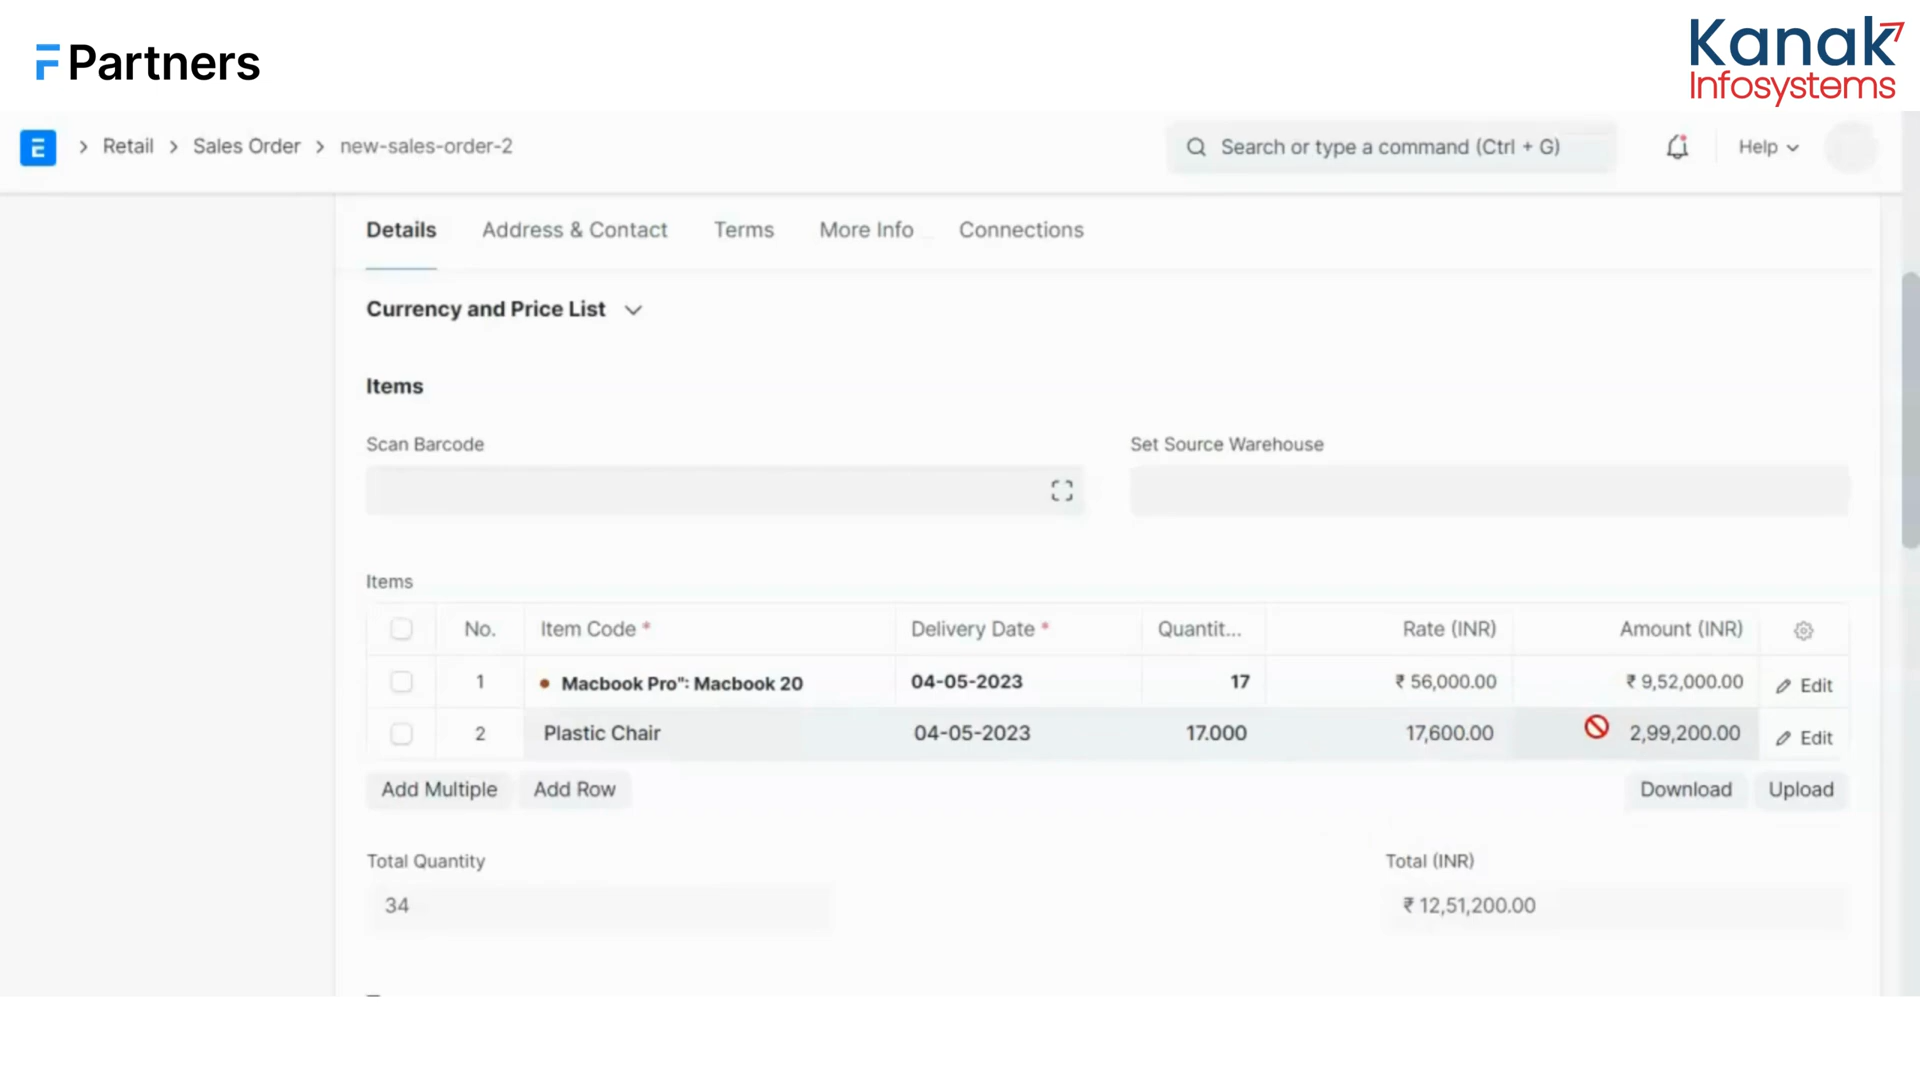 Partners
Kanak
Infosystems
E
Retail
Sales Order
new-sales-order-2
Search or type a command (Ctrl + G)
Help
Details
Address & Contact
Terms
More Info
Connections
Currency and Price List
Items
Scan Barcode
Set Source Warehouse
Items
No.
Item Code *
Delivery Date *
Quantit...
Rate (INR)
Amount (INR)
1
Macbook Pro": Macbook 20
04-05-2023
17
₹ 56,000.00
₹ 9,52,000.00
Edit
2
Plastic Chair
04-05-2023
17.000
17,600.00
2,99,200.00
Edit
Add Multiple
Add Row
Download
Upload
Total Quantity
Total (INR)
34
₹ 12,51,200.00